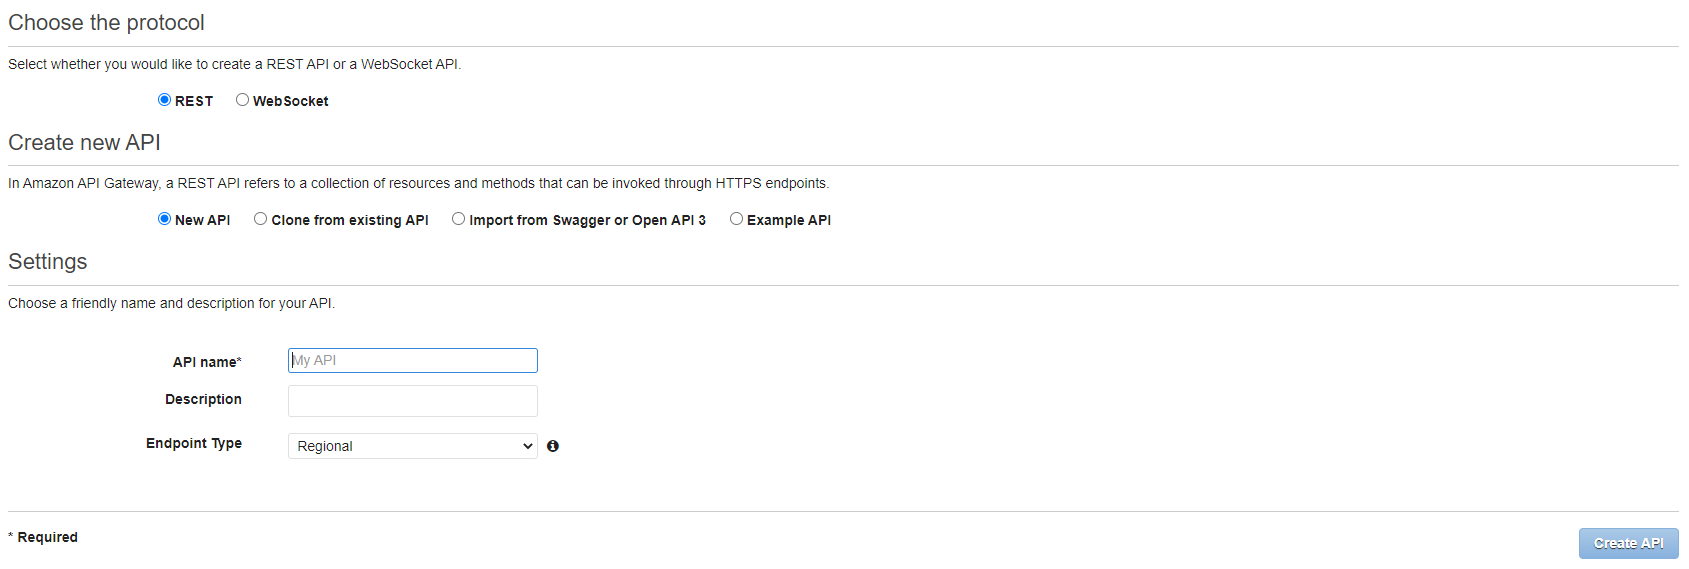 Choose the protocol
Select whether you would like to create a REST API or a WebSocket API.
REST WebSocket
Create new API
In Amazon API Gateway, a REST API refers to a collection of resources and methods that can be invoked through HTTPS endpoints.
New API Clone from existing API Import from Swagger or Open API 3 Example API
Settings
Choose a friendly name and description for your API.
API name* My API
Description
Endpoint Type Regional
* Required
Create API